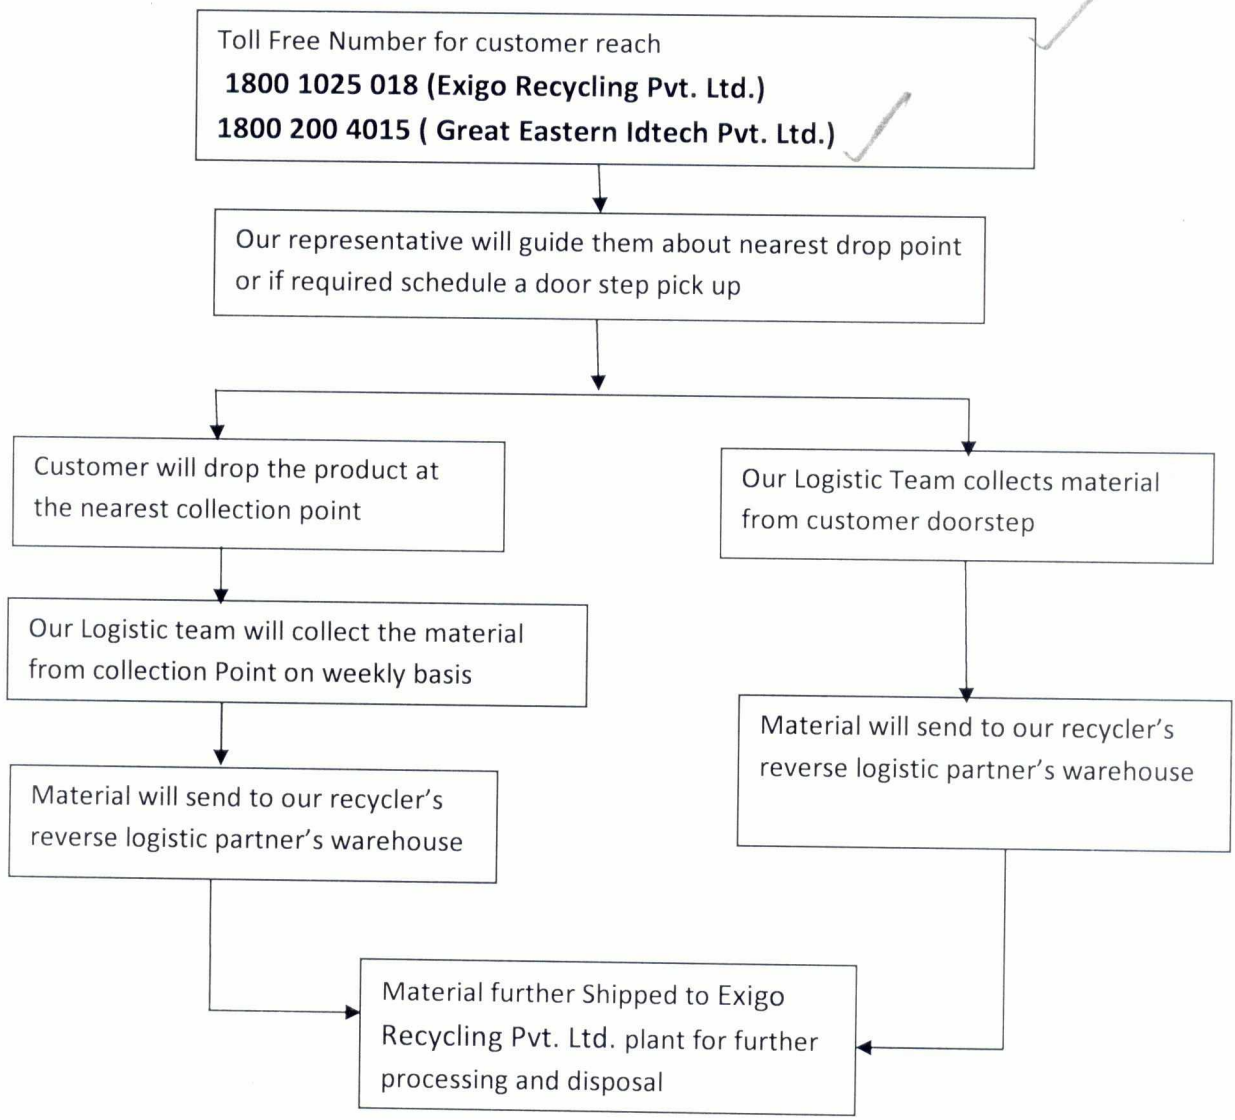 Toll Free Number for customer reach
1800 1025 018 (Exigo Recycling Pvt. Ltd.)
1800 200 4015 ( Great Eastern Idtech Pvt. Ltd.)
Our representative will guide them about nearest drop point
or if required schedule a door step pick up
Customer will drop the product at
the nearest collection point
Our Logistic team will collect the material
from collection Point on weekly basis
Material will send to our recycler's
reverse logistic partner's warehouse
Our Logistic Team collects material
from customer doorstep
Material will send to our recycler's
reverse logistic partner's warehouse
Material further Shipped to Exigo
Recycling Pvt. Ltd. plant for further
processing and disposal